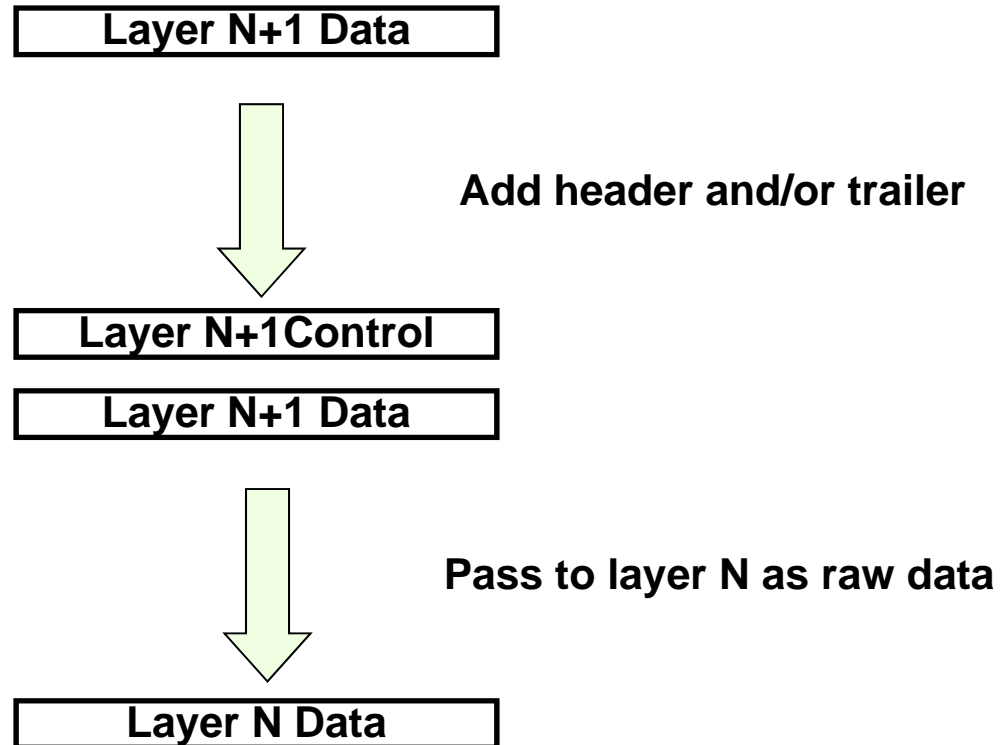 Layer N+1 Data
Add header and/or trailer
Layer N+1Control
Layer N+1 Data
Pass to layer N as raw data
Layer N Data